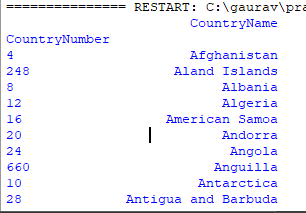 =============== RESTART: C:\gaurav\pra
CountryName
CountryNumber
4 Afghanistan
248 Aland Islands
8 Albania
12 Algeria
16 American Samoa
20 Andorra
24 Angola
660 Anguilla
10 Antarctica
28 Antigua and Barbuda